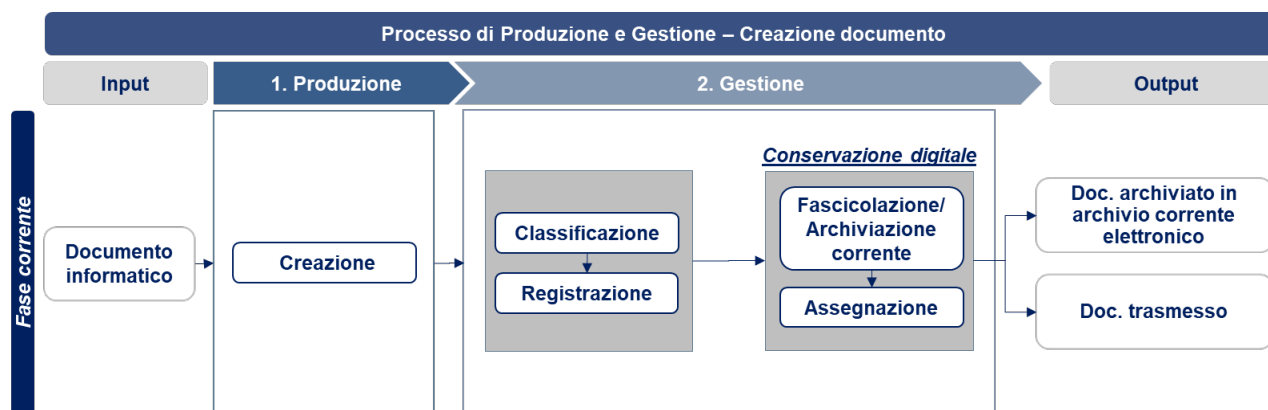 Processo di Produzione e Gestione – Creazione documento
Input
1. Produzione
2. Gestione
Output
Fase corrente
Documento
informatico
Creazione
Classificazione
Registrazione
Conservazione digitale
Fascicolazione/
Archiviazione
corrente
Assegnazione
Doc. archiviato in
archivio corrente
elettronico
Doc. trasmesso